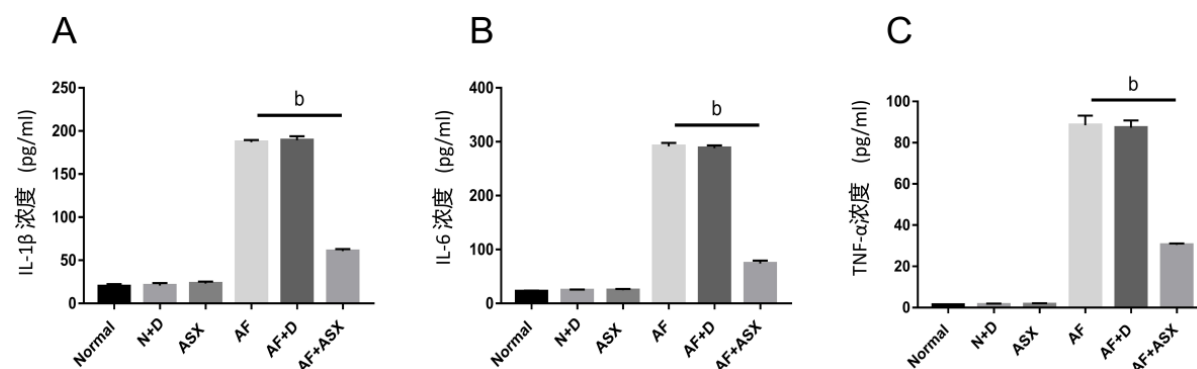 A
IL-1β 浓度 (pg/ml)
250
200
150
100
50
0
b
Normal
N+D
ASX
AF
AF+D
AF+ASX
B
IL-6 浓度 (pg/ml)
400
300
200
100
0
b
Normal
N+D
ASX
AF
AF+D
AF+ASX
C
TNF-α浓度 (pg/ml)
100
80
60
40
20
0
b
Normal
N+D
ASX
AF
AF+D
AF+ASX